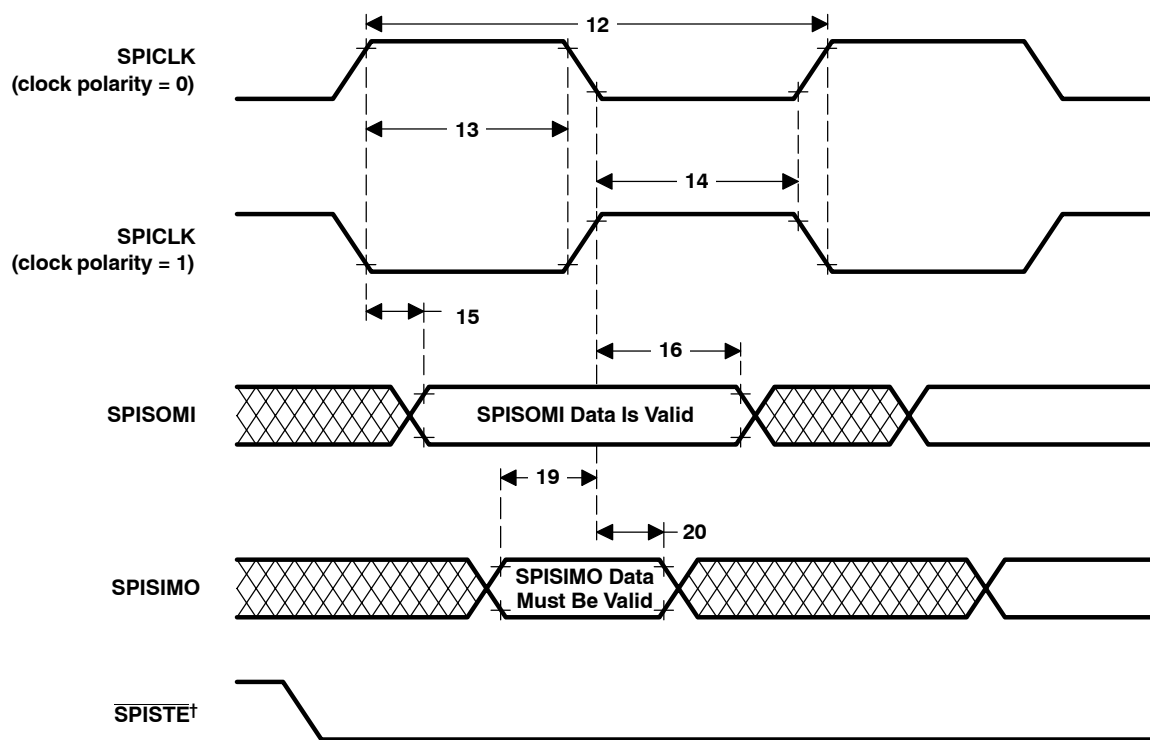 12
SPICLK
(clock polarity = 0)
13
14
SPICLK
(clock polarity = 1)
15
16
SPISOMI
SPISOMI Data Is Valid
19
20
SPISIMO
SPISIMO Data
Must Be Valid
SPISTE†